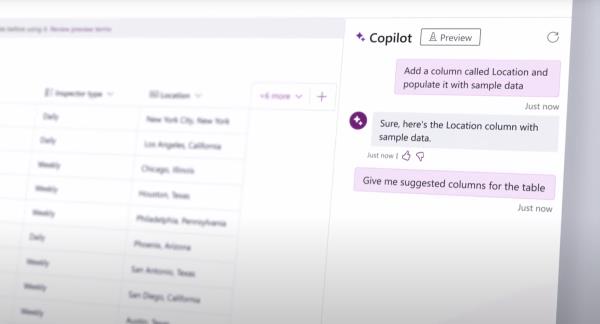 before using it. Review preview terms
Copilot
Preview
Add a column called Location and
populate it with sample data
Just now
Sure, here's the Location column with
sample data.
Just now |
Give me suggested columns for the table
Just now
Inspector type
Location
+6 more
Daily
New York City, New York
Daily
Los Angeles, California
Weekly
Chicago, Illinois
Weekly
Houston, Texas
Weekly
Philadelphia, Pennsylvania
Daily
Phoenix, Arizona
Weekly
San Antonio, Texas
Weekly
San Diego, California
Weekly
Austin, Texas